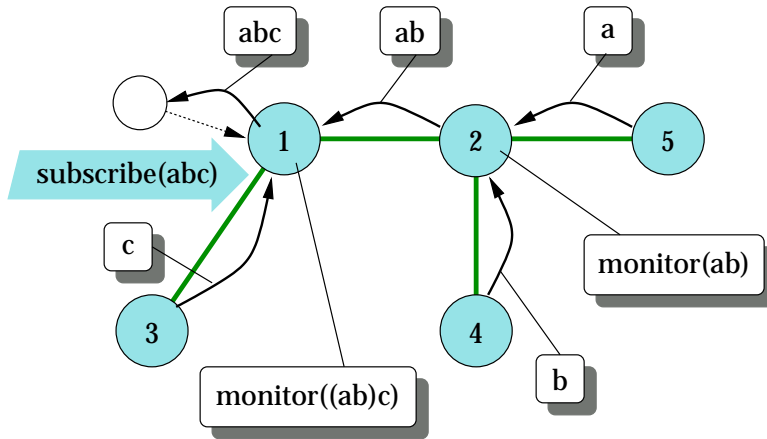 abc
ab
a
1
2
5
subscribe(abc)
c
monitor(ab)
3
4
monitor((ab)c)
b